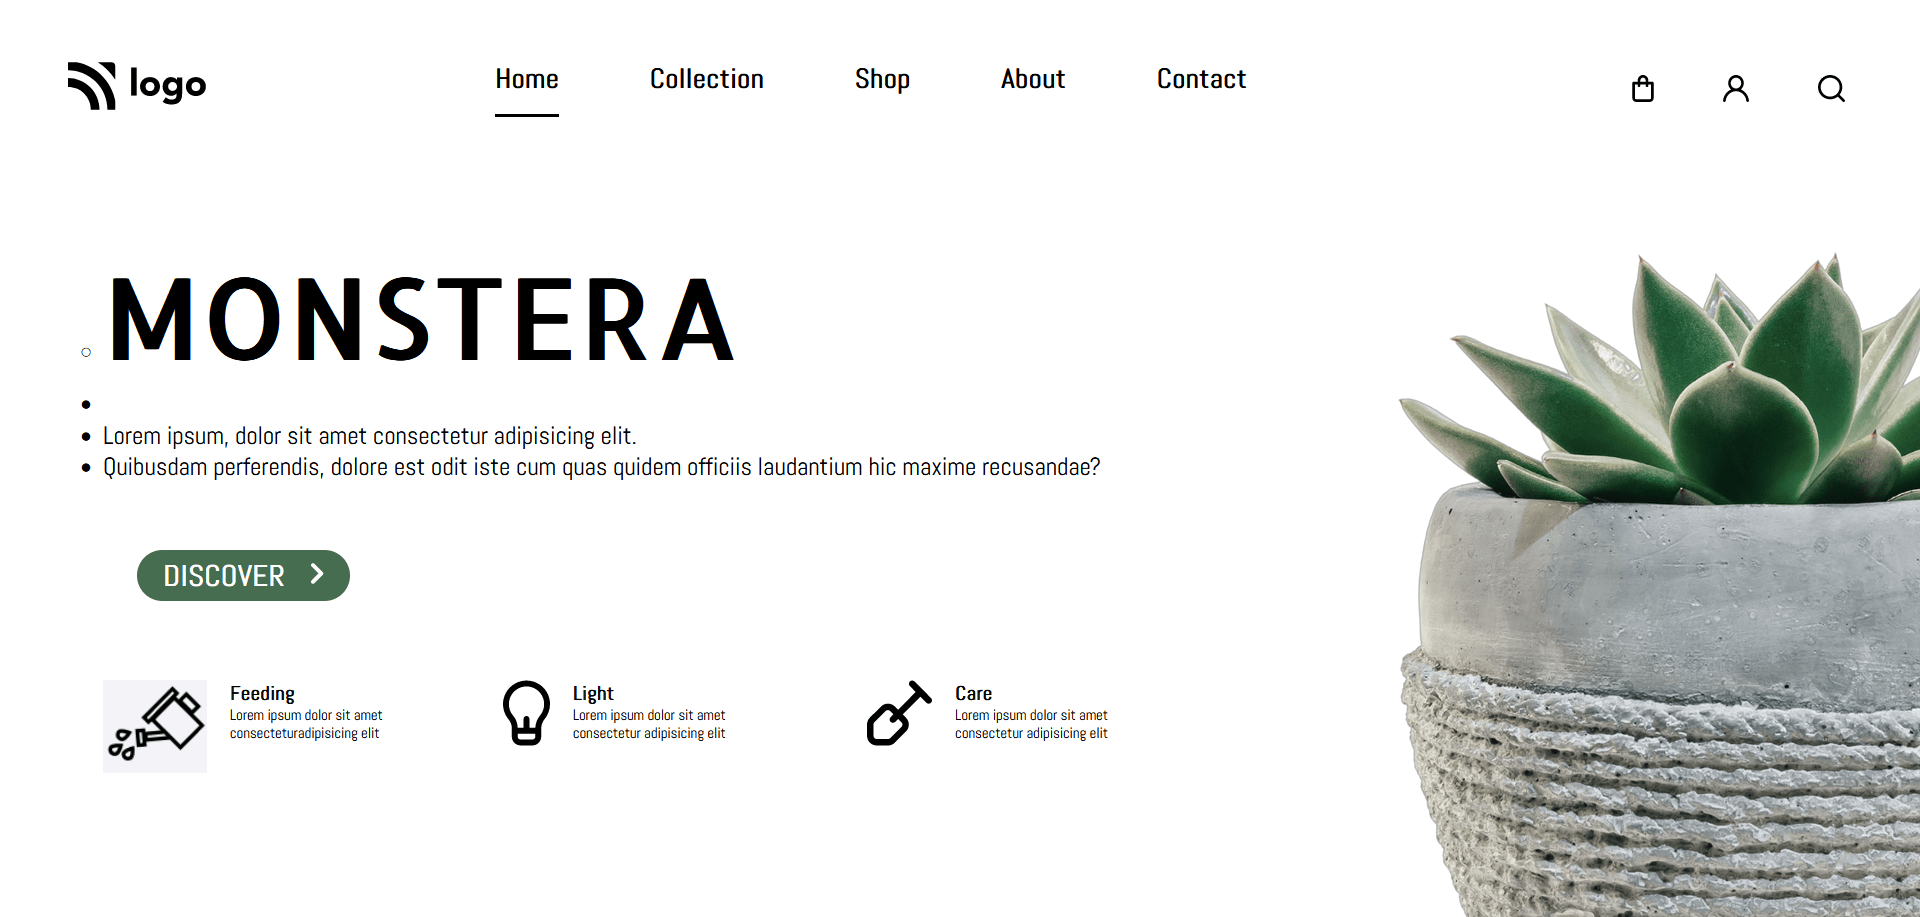 logo
Home Collection Shop About Contact
MONSTERA
Lorem ipsum, dolor sit amet consectetur adipisicing elit.
Quibusdam perferendis, dolore est odit iste cum quas quidem officiis laudantium hic maxime recusandae?
DISCOVER
Feeding
Lorem ipsum dolor sit amet
consecteturadipisicing elit
Light
Lorem ipsum dolor sit amet
consectetur adipisicing elit
Care
Lorem ipsum dolor sit amet
consectetur adipisicing elit